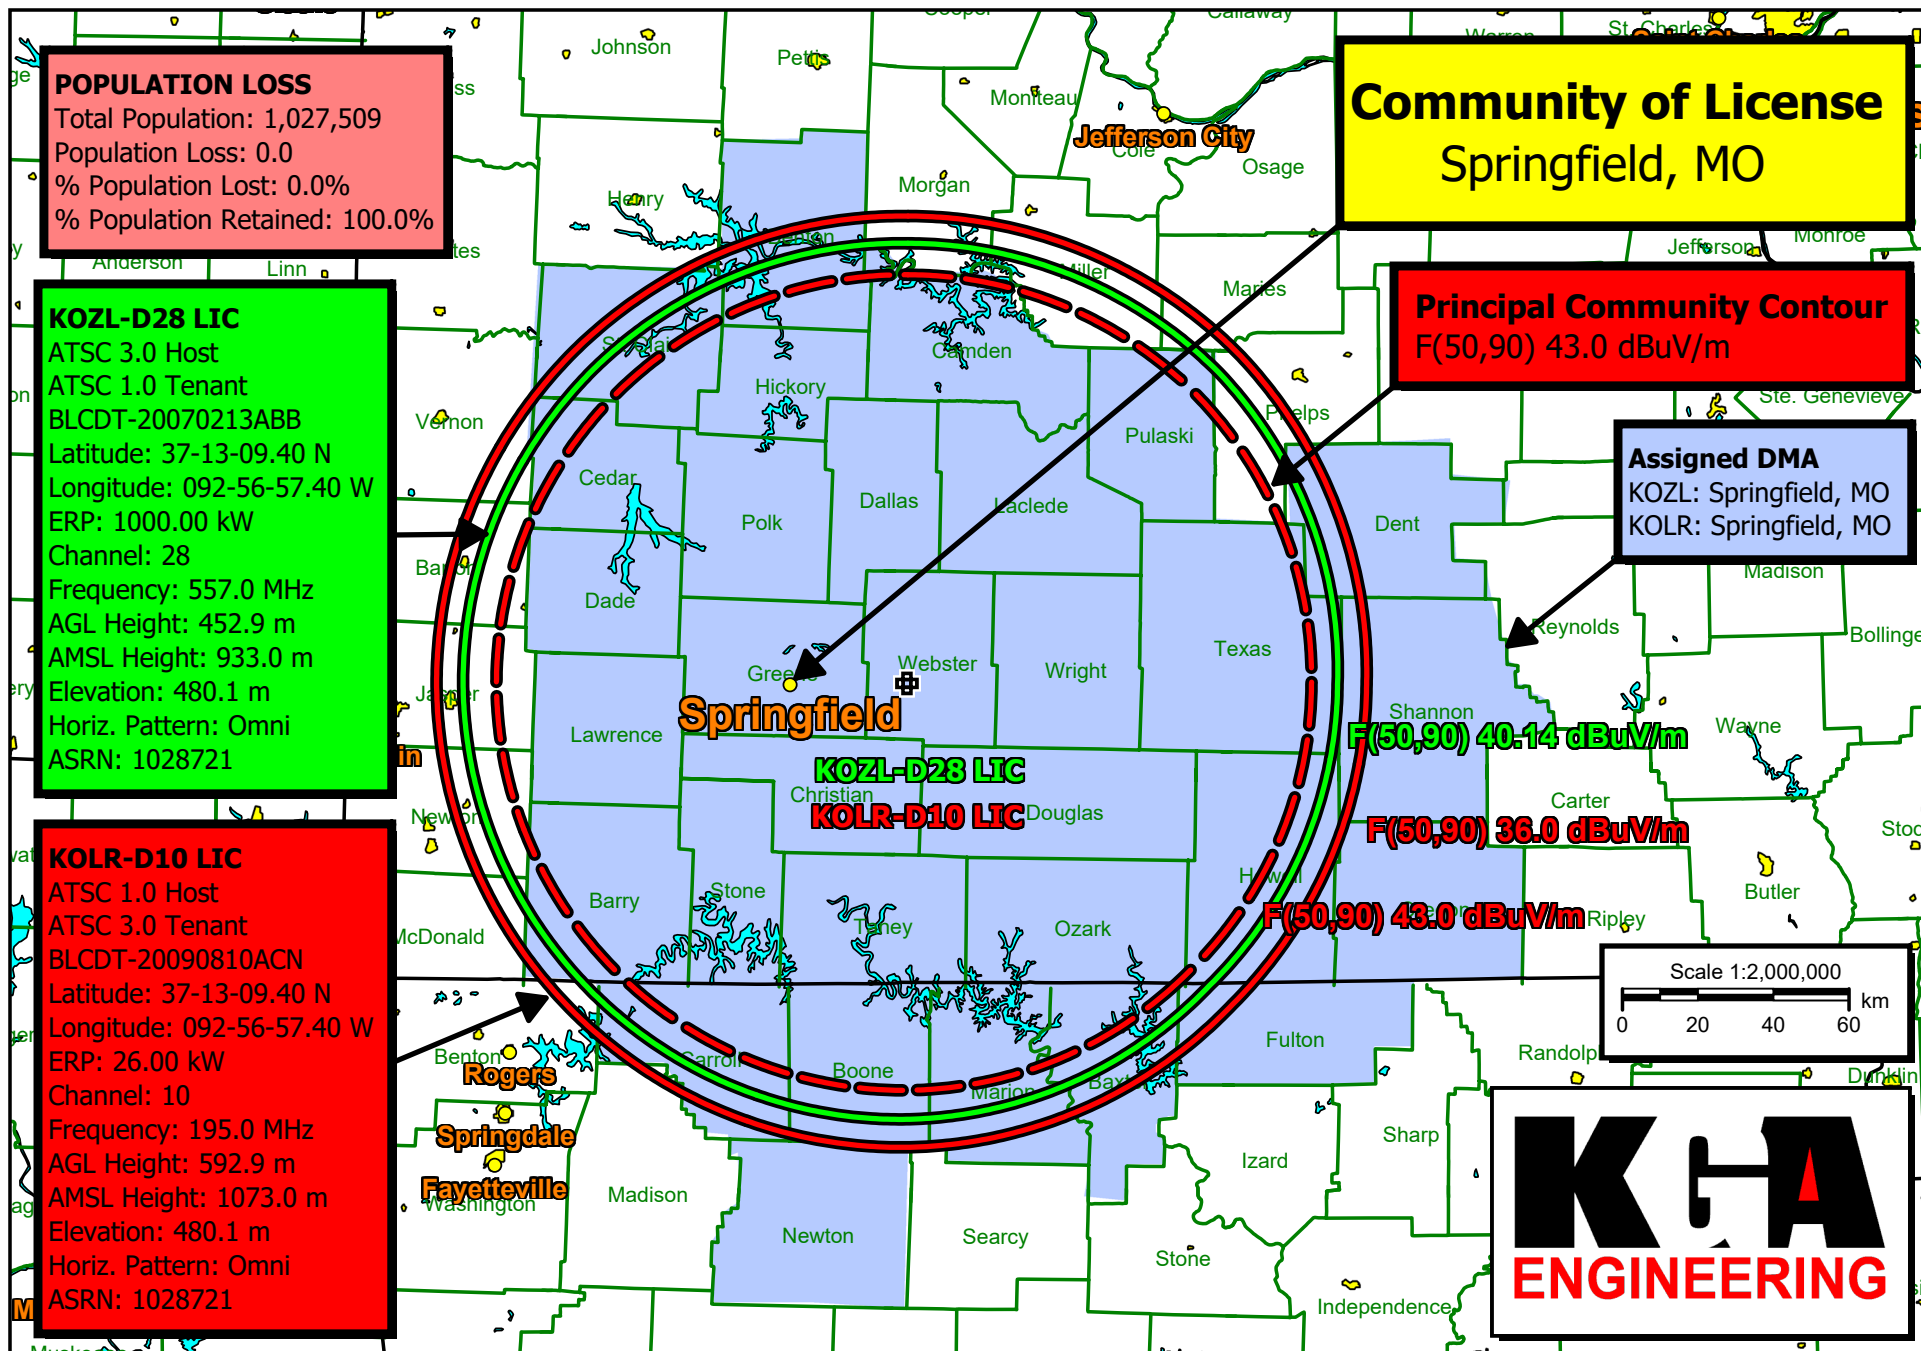 POPULATION LOSS
Total Population: 1,027,509
Population Loss: 0.0
% Population Lost: 0.0%
% Population Retained: 100.0%
Community of License
Springfield, MO
Principal Community Contour
F(50,90) 43.0 dBuV/m
Assigned DMA
KOZL: Springfield, MO
KOLR: Springfield, MO
KOZL-D28 LIC
ATSC 3.0 Host
ATSC 1.0 Tenant
BLCDT-20070213ABB
Latitude: 37-13-09.40 N
Longitude: 092-56-57.40 W
ERP: 1000.00 kW
Channel: 28
Frequency: 557.0 MHz
AGL Height: 452.9 m
AMSL Height: 933.0 m
Elevation: 480.1 m
Horiz. Pattern: Omni
ASRN: 1028721
KOLR-D10 LIC
ATSC 1.0 Host
ATSC 3.0 Tenant
BLCDT-20090810ACN
Latitude: 37-13-09.40 N
Longitude: 092-56-57.40 W
ERP: 26.00 kW
Channel: 10
Frequency: 195.0 MHz
AGL Height: 592.9 m
AMSL Height: 1073.0 m
Elevation: 480.1 m
Horiz. Pattern: Omni
ASRN: 1028721
Johnson
Pettis
Moniteau
Jefferson City
Cole
Osage
Morgan
Henry
Anderson
Linn
Benton
Miller
Maries
Jefferson
Monroe
Camden
Hickory
Vernon
Phelps
Ste. Genevieve
Pulaski
Cedar
Polk
Dallas
Laclede
Dent
Barton
Dade
Madison
Reynolds
Bollinge
Texas
Greene
Webster
Wright
Jasper
Springfield
Lawrence
Shannon
Wayne
F(50,90) 40.14 dBuV/m
KOZL-D28 LIC
Christian
KOLR-D10 LIC
Douglas
Carter
F(50,90) 36.0 dBuV/m
Newton
Barry
Stone
Howell
Butler
F(50,90) 43.0 dBuV/m
Ripley
McDonald
Taney
Ozark
Scale 1:2,000,000
0 20 40 60 km
Benton
Rogers
Carroll
Boone
Marion
Baxter
Fulton
Randolph
Dunklin
Springdale
Fayetteville
Washington
Madison
Sharp
Izard
Newton
Searcy
Stone
Independence
KGA
ENGINEERING